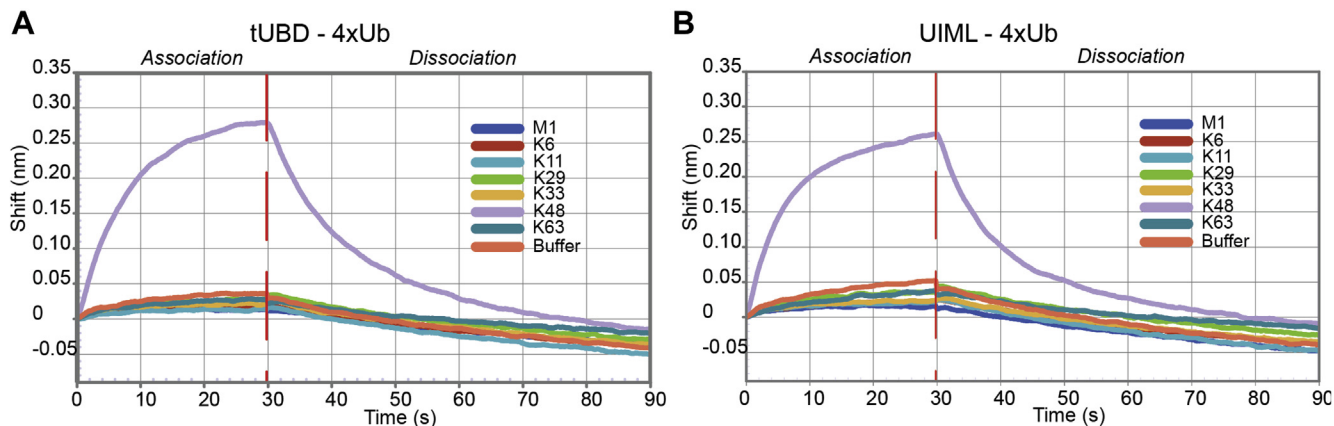 A
tUBD - 4xUb
Association
Dissociation
0.35
0.30
0.25
0.20
0.15
0.10
0.05
0
-0.05
Shift (nm)
M1
K6
K11
K29
K33
K48
K63
Buffer
0
10
20
30
40
50
60
70
80
90
Time (s)
B
UIML - 4xUb
Association
Dissociation
0.35
0.30
0.25
0.20
0.15
0.10
0.05
0
-0.05
Shift (nm)
M1
K6
K11
K29
K33
K48
K63
Buffer
0
10
20
30
40
50
60
70
80
90
Time (s)